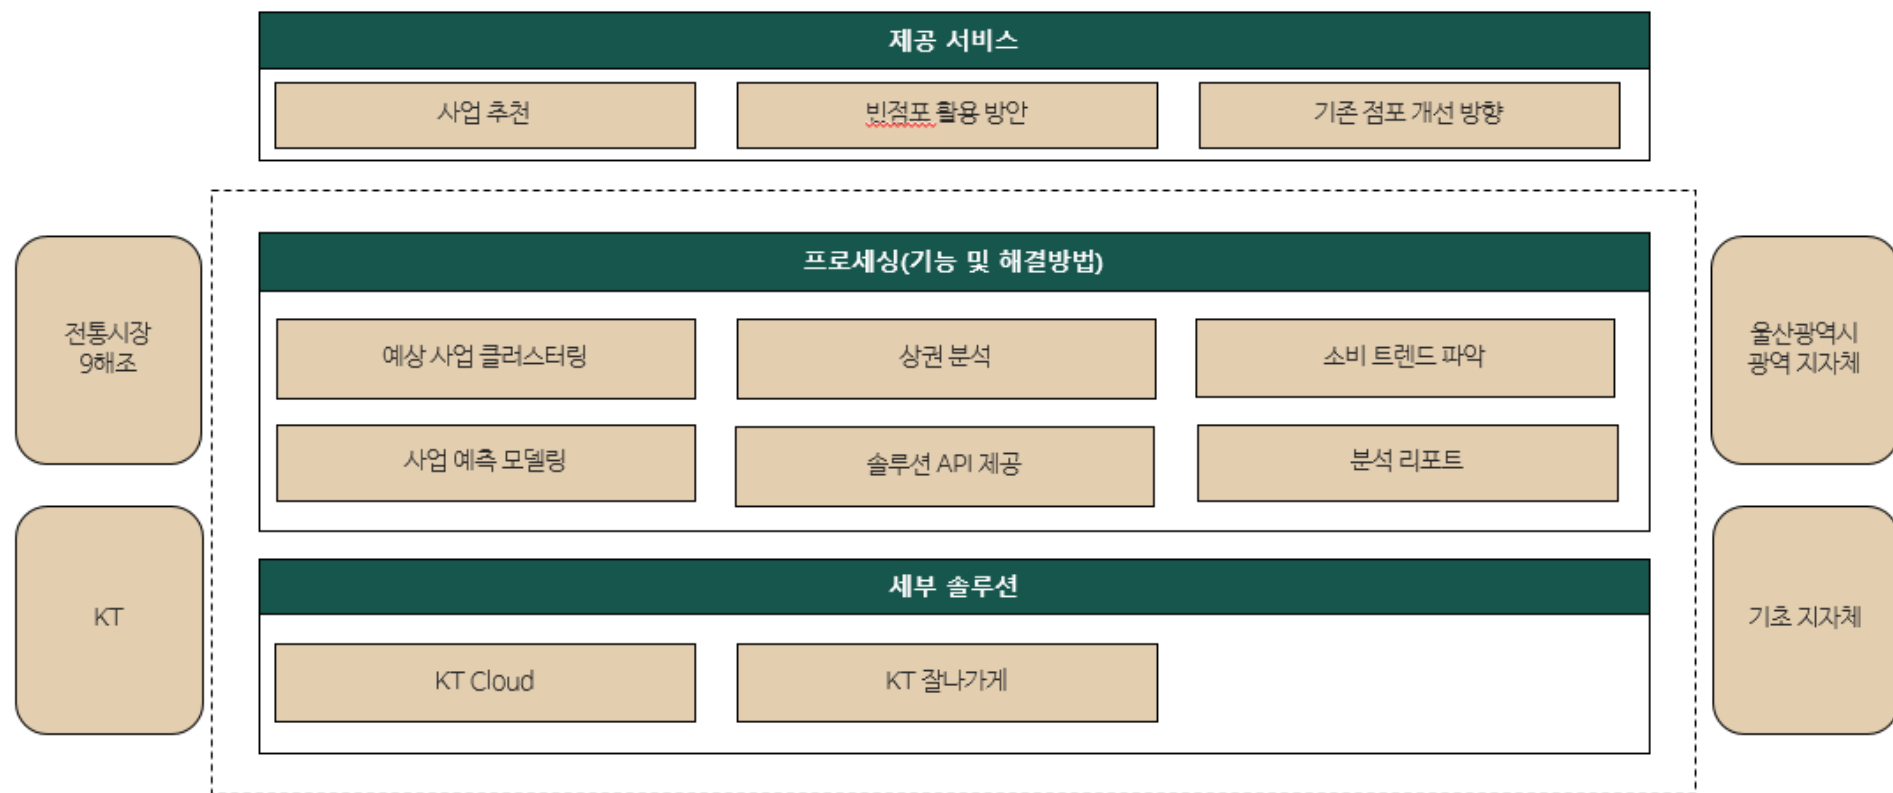 제공 서비스
사업 추천
빈점포 활용 방안
기존 점포 개선 방향
전통시장
9해조
KT
프로세싱(기능 및 해결방법)
예상 사업 클러스터링
상권 분석
소비 트렌드 파악
사업 예측 모델링
솔루션 API 제공
분석 리포트
세부 솔루션
KT Cloud
KT 잘나가게
울산광역시
광역 지자체
기초 지자체